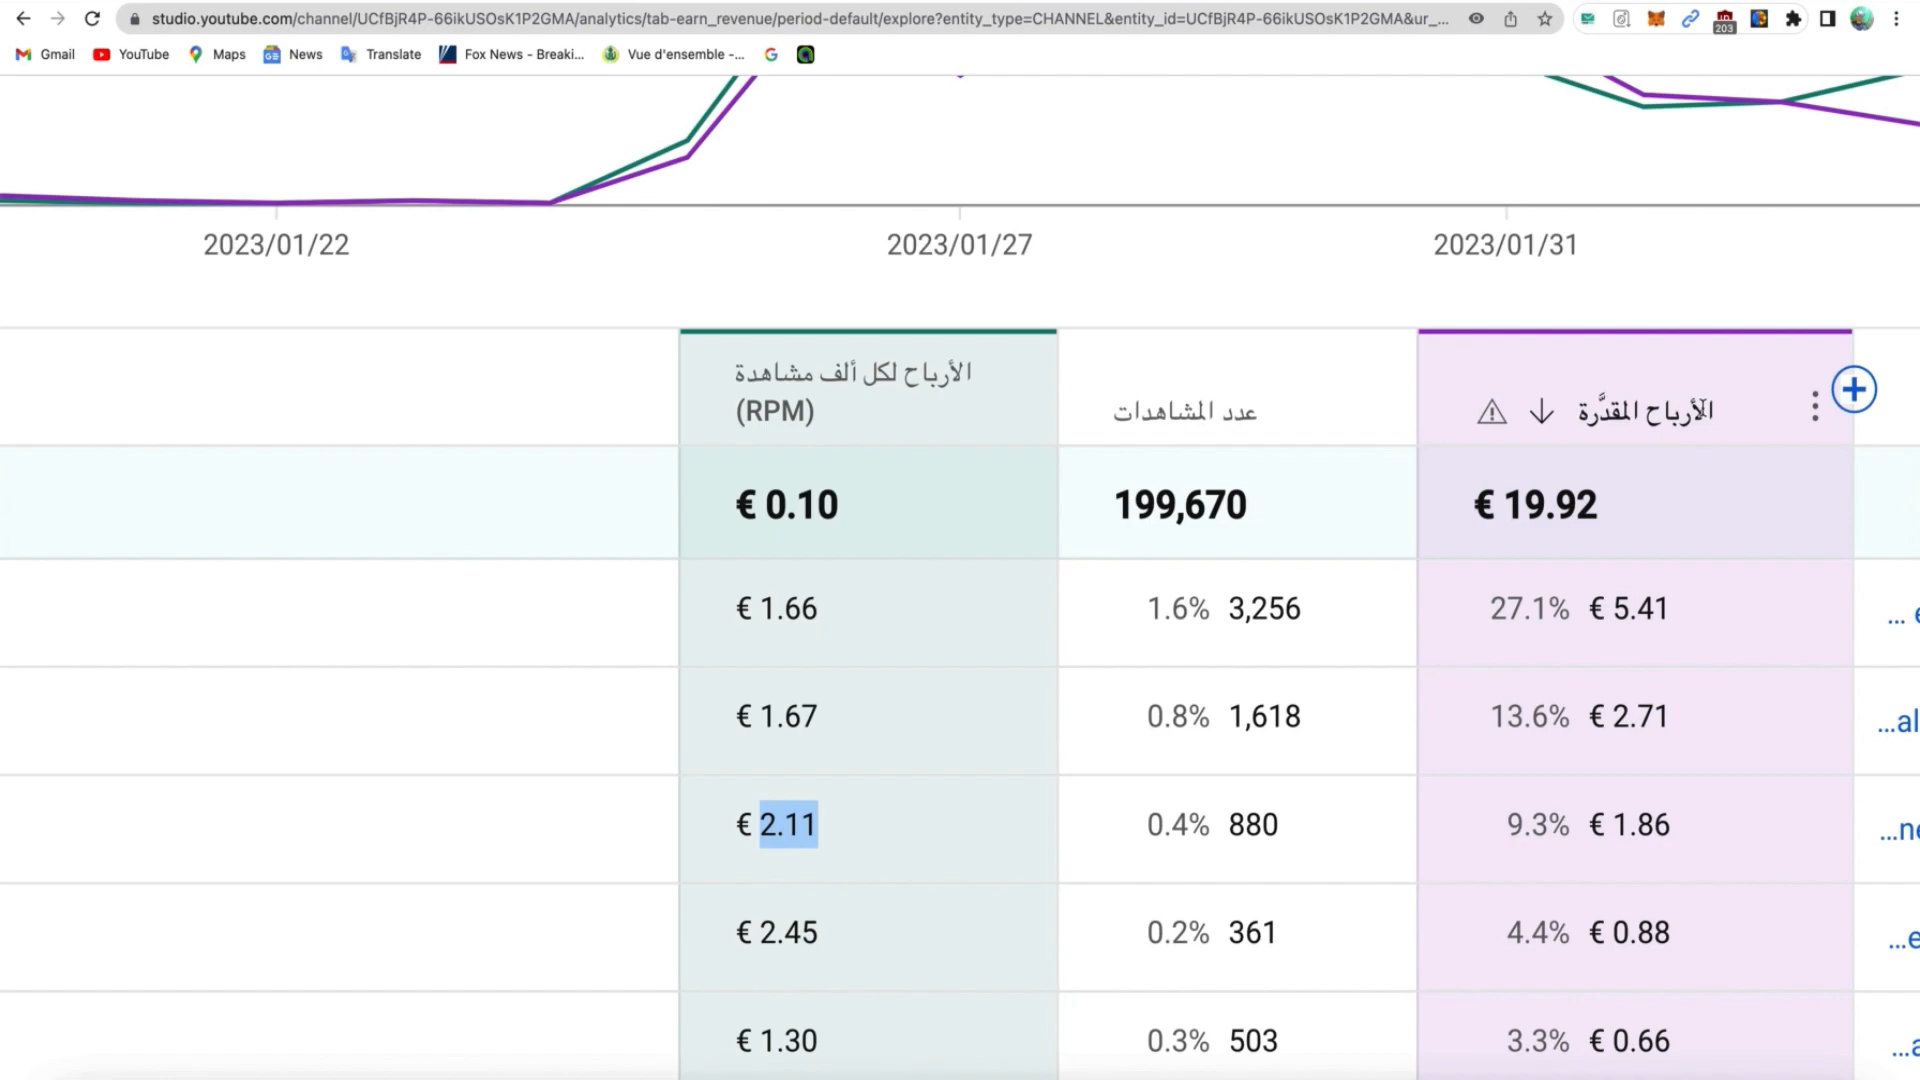 studio.youtube.com/channel/UCfBjR4P-66ikUSOsK1P2GMA/analytics/tab-earn_revenue/period-default/explore?entity_type=CHANNEL&entity_id=UCfBjR4P-66ikUSOsK1P2GMA&ur_...
203
Gmail YouTube Maps News Translate Fox News - Breaki... Vue d'ensemble -...
2023/01/22 2023/01/27 2023/01/31
الأرباح لكل ألف مشاهدة
(RPM)
عدد المشاهدات
الأرباح المقدَّرة
€ 0.10 199,670 € 19.92
€ 1.66 1.6% 3,256 27.1% € 5.41
€ 1.67 0.8% 1,618 13.6% € 2.71 ...al
€ 2.11 0.4% 880 9.3% € 1.86
€ 2.45 0.2% 361 4.4% € 0.88
€ 1.30 0.3% 503 3.3% € 0.66